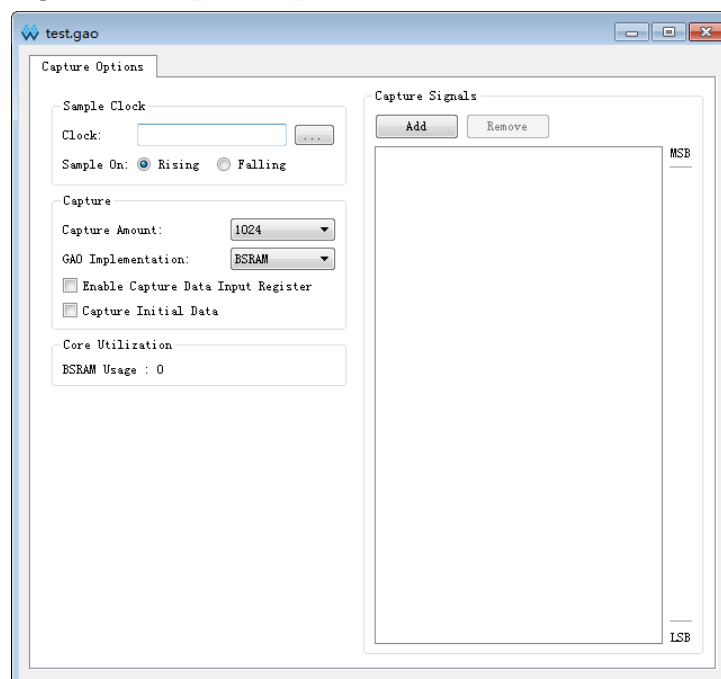 test.gao
Capture Options
Sample Clock
Clock:
...
Sample On: Rising Falling
Capture
Capture Amount: 1024
GAO Implementation: BSRAM
Enable Capture Data Input Register
Capture Initial Data
Core Utilization
BSRAM Usage : 0
Capture Signals
Add Remove
MSB
LSB